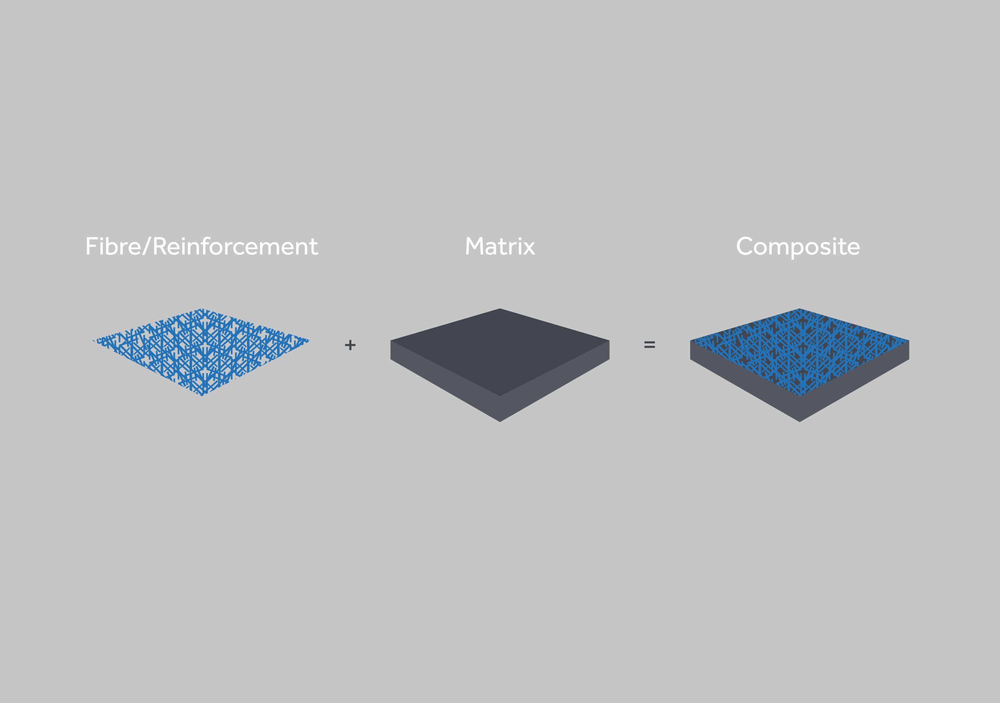 Fibre/Reinforcement
Matrix
Composite
+
=